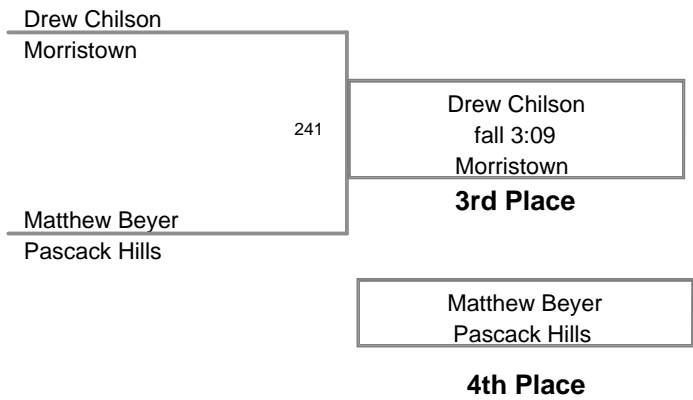 Drew Chilson
Morristown
241
Drew Chilson
fall 3:09
Morristown
3rd Place
Matthew Beyer
Pascack Hills
Matthew Beyer
Pascack Hills
4th Place